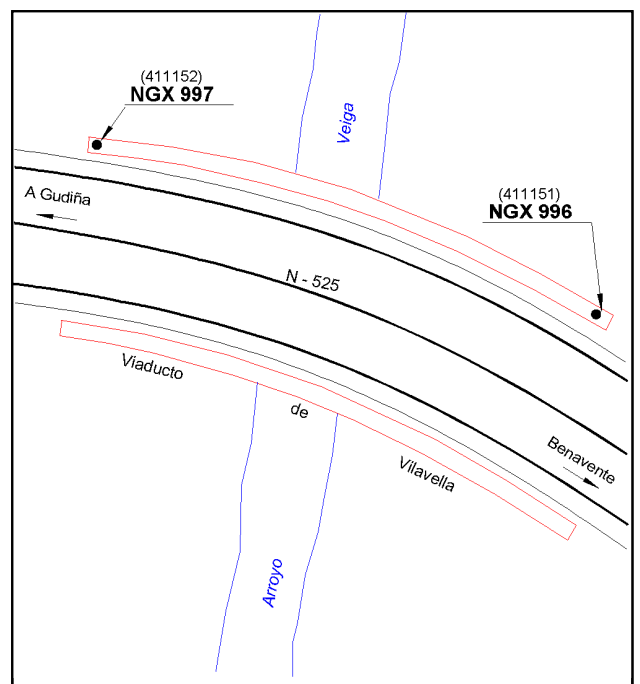 (411152)
NGX 997
Veiga
A Gudiña
(411151)
NGX 996
N - 525
Viaducto
de
Vilavella
Benavente
Arroyo